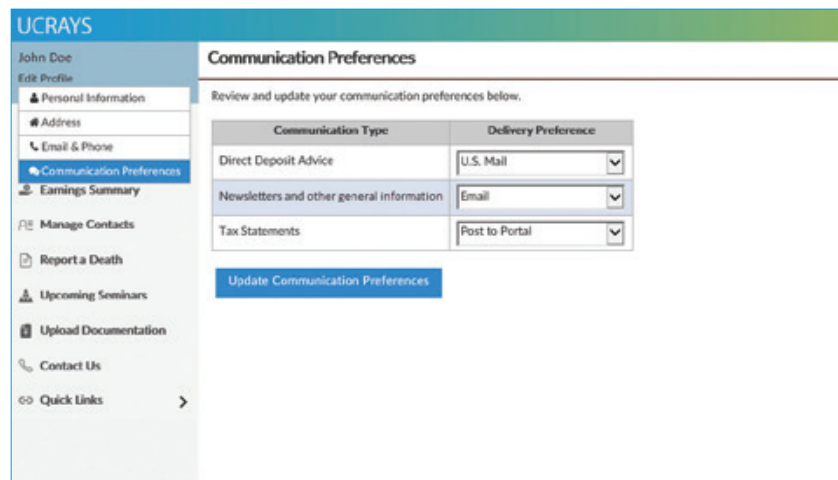 UCRAYS
John Doe
Edit Profile
Personal Information
Address
Email & Phone
Communication Preferences
Earnings Summary
Manage Contacts
Report a Death
Upcoming Seminars
Upload Documentation
Contact Us
Quick Links
Communication Preferences
Review and update your communication preferences below.
Communication Type Delivery Preference
Direct Deposit Advice U.S. Mail
Newsletters and other general information Email
Tax Statements Post to Portal
Update Communication Preferences